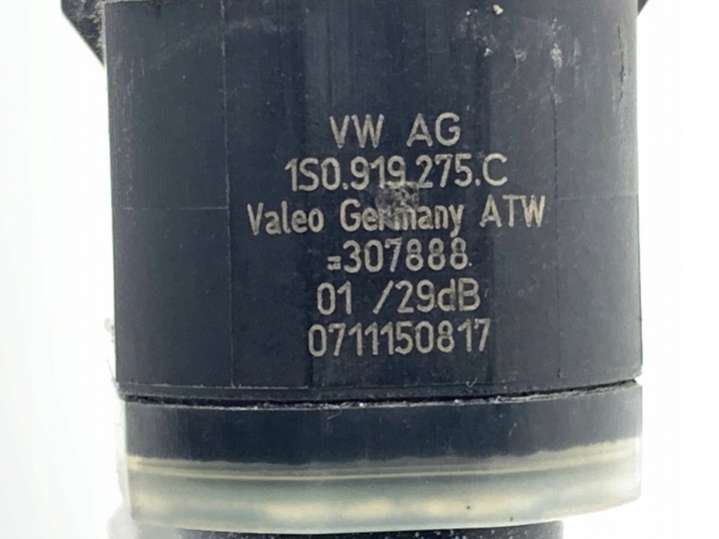 VW AG
1S0.919.275.C
Valeo Germany ATW
=307888
01 /29dB
0711150817